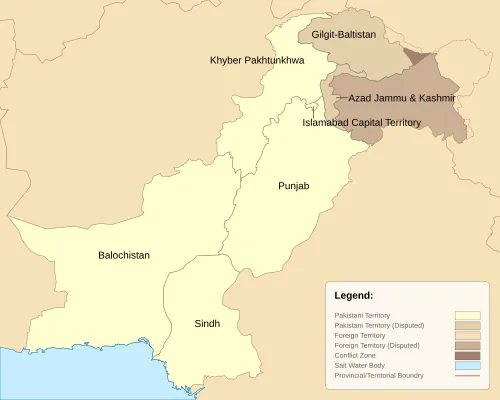 Gilgit-Baltistan
Khyber Pakhtunkhwa
Azad Jammu & Kashmir
Islamabad Capital Territory
Punjab
Balochistan
Sindh
Legend:
Pakistani Territory
Pakistani Territory (Disputed)
Foreign Territory
Foreign Territory (Disputed)
Conflict Zone
Salt Water Body
Provincial/Territorial Boundry